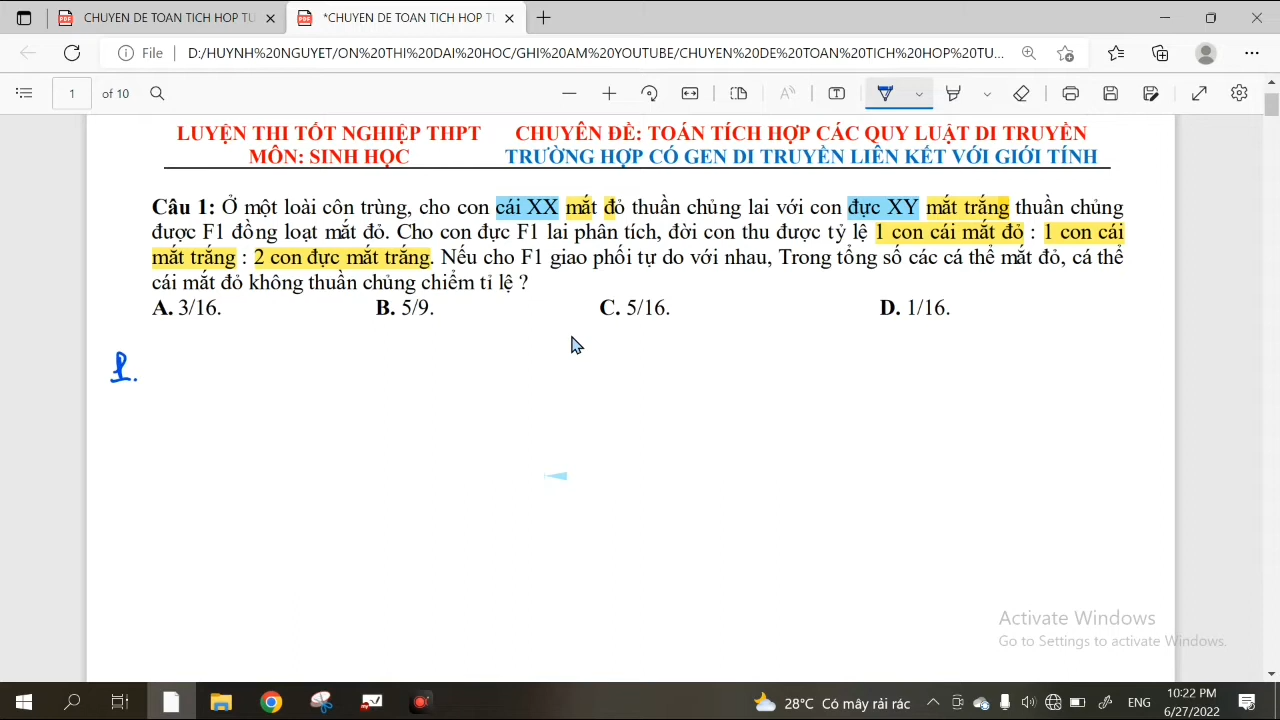 CHUYEN DE TOAN TICH HOP TU
*CHUYEN DE TOAN TICH HOP T
File
D:/HUYNH%20NGUYET/ON%20THI%20DAI%20HOC/GHI%20AM%20YOUTUBE/CHUYEN%20DE%20TOAN%20TICH%20HOP%20TU...
1 of 10
LUYỆN THI TỐT NGHIỆP THPT CHUYÊN ĐỀ: TOÁN TÍCH HỢP CÁC QUY LUẬT DI TRUYỀN
MÔN: SINH HỌC TRƯỜNG HỢP CÓ GEN DI TRUYỀN LIÊN KẾT VỚI GIỚI TÍNH
Câu 1: Ở một loài côn trùng, cho con cái XX mắt đỏ thuần chủng lai với con đực XY mắt trắng thuần chủng
được F1 đồng loạt mắt đỏ. Cho con đực F1 lai phân tích, đời con thu được tỷ lệ 1 con cái mắt đỏ : 1 con cái
mắt trắng : 2 con đực mắt trắng. Nếu cho F1 giao phối tự do với nhau, Trong tổng số các cá thể mắt đỏ, cá thể
cái mắt đỏ không thuần chủng chiếm tỉ lệ ?
A. 3/16. B. 5/9. C. 5/16. D. 1/16.
1.
Activate Windows
Go to Settings to activate Windows.
28°C Có mây rải rác
ENG
10:22 PM
6/27/2022